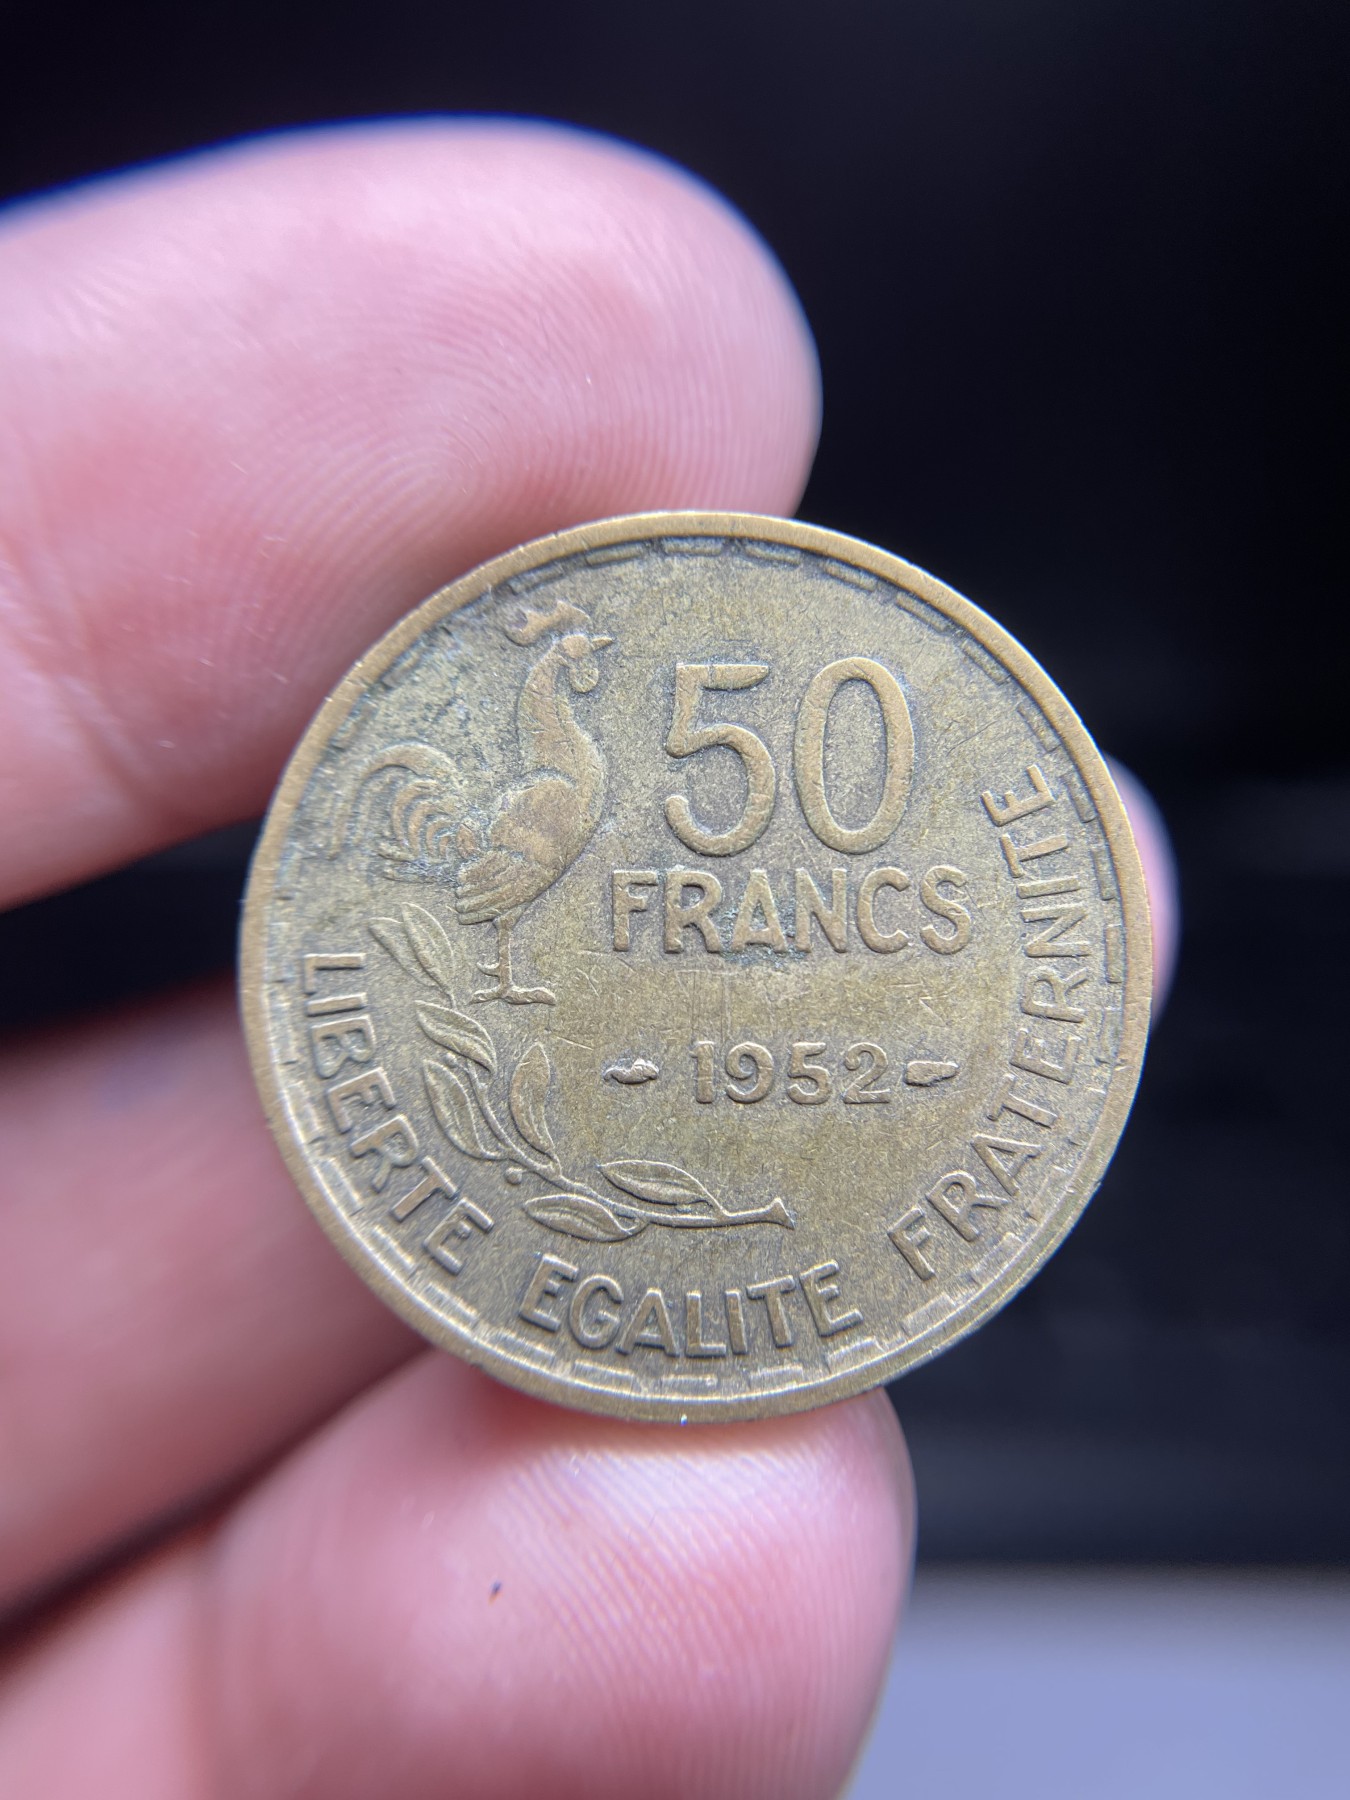 50
FRANCS
- 1952 -
LIBERTE EGALITE FRATERNITE